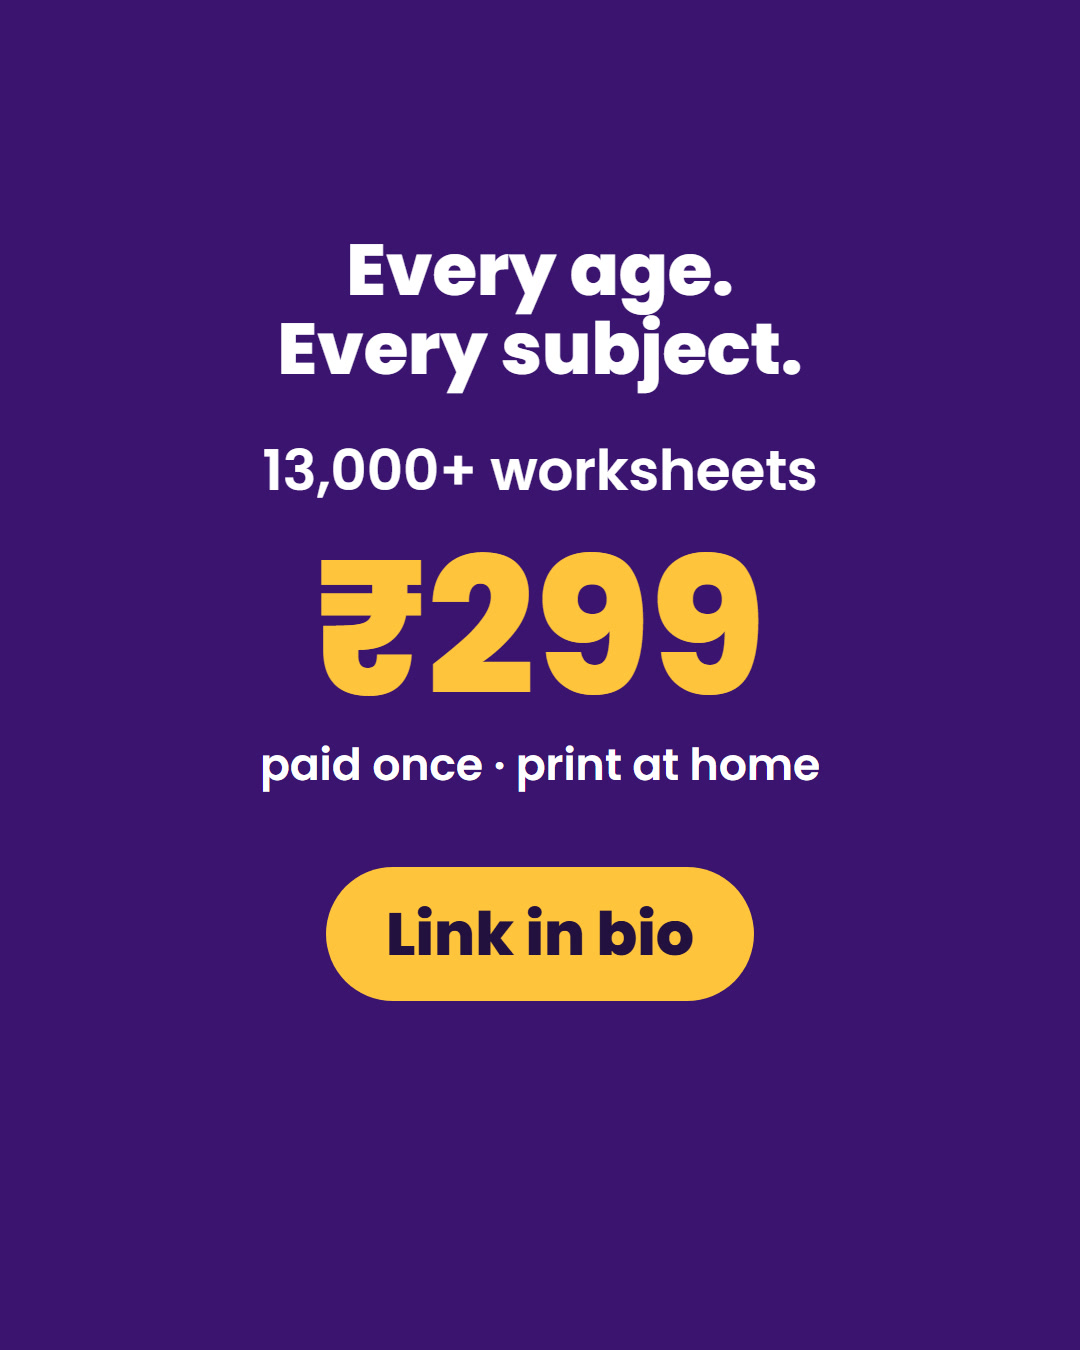 Every age.
Every subject.
13,000+ worksheets
₹299
paid once · print at home
Link in bio